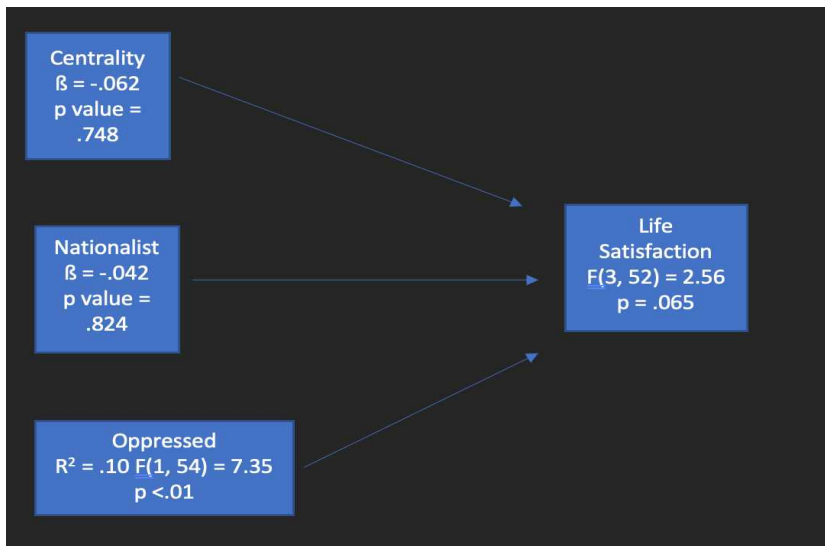 Centrality
ß = -.062
p value =
.748
Nationalist
ß = -.042
p value =
.824
Oppressed
R² = .10 F(1, 54) = 7.35
p <.01
Life
Satisfaction
F(3, 52) = 2.56
p = .065